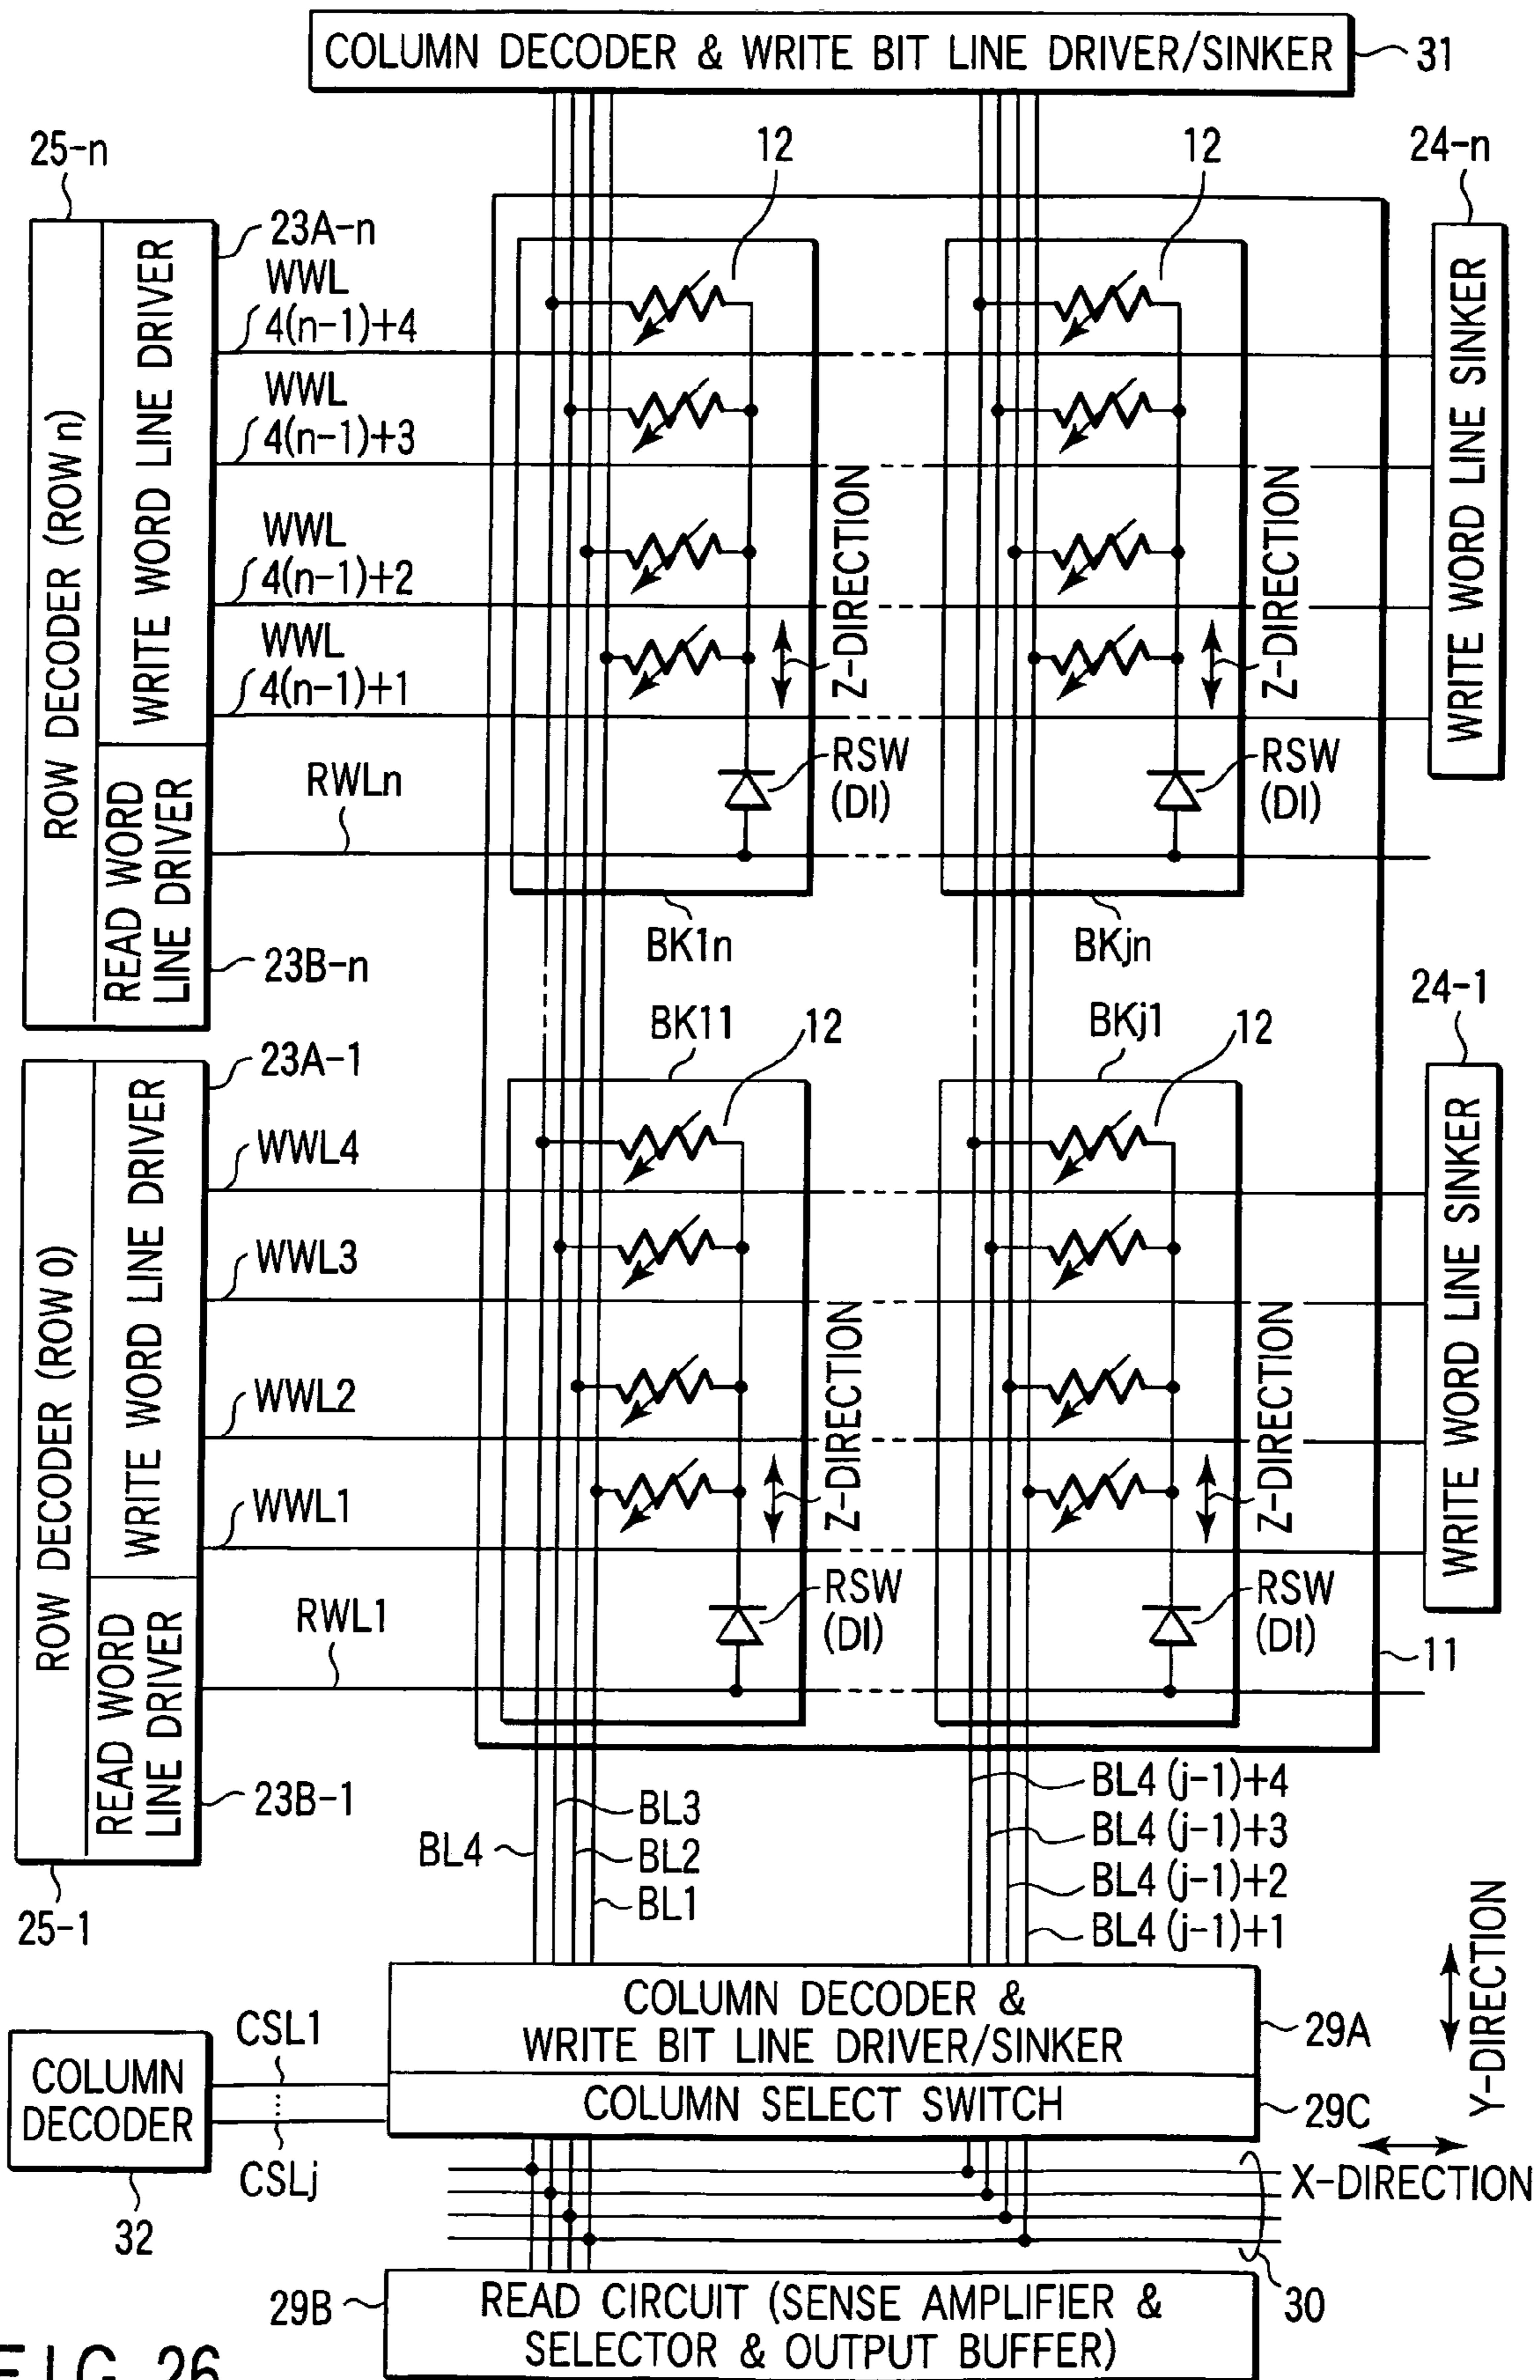 COLUMN DECODER & WRITE BIT LINE DRIVER/SINKER
31
25-n
12
12
24-n
23A-n
ROW DECODER (ROW n)
WRITE WORD LINE DRIVER
READ WORD
LINE DRIVER
WWL
4(n-1)+4
WWL
4(n-1)+3
WWL
4(n-1)+2
WWL
4(n-1)+1
RWLn
Z-DIRECTION
Z-DIRECTION
WRITE WORD LINE SINKER
RSW
(DI)
RSW
(DI)
23B-n
BK1n
BKjn
24-1
BK11
12
BKj1
12
23A-1
ROW DECODER (ROW 0)
WRITE WORD LINE DRIVER
READ WORD
LINE DRIVER
WWL4
WWL3
WWL2
WWL1
RWL1
Z-DIRECTION
Z-DIRECTION
WRITE WORD LINE SINKER
RSW
(DI)
RSW
(DI)
11
23B-1
25-1
BL4
BL3
BL2
BL1
BL4 (j-1)+4
BL4 (j-1)+3
BL4 (j-1)+2
BL4 (j-1)+1
Y-DIRECTION
COLUMN DECODER &
WRITE BIT LINE DRIVER/SINKER
29A
COLUMN SELECT SWITCH
29C
COLUMN
DECODER
CSL1
CSLj
32
X-DIRECTION
30
29B
READ CIRCUIT (SENSE AMPLIFIER &
SELECTOR & OUTPUT BUFFER)
FIG. 26